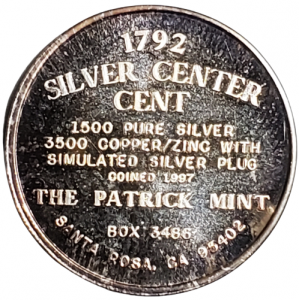 1792
SILVER CENTER
CENT
1500 PURE SILVER
3500 COPPER/ZINC WITH
SIMULATED SILVER PLUG
COINED 1997
THE PATRICK MINT
BOX 3486
SANTA ROSA, CA 95402